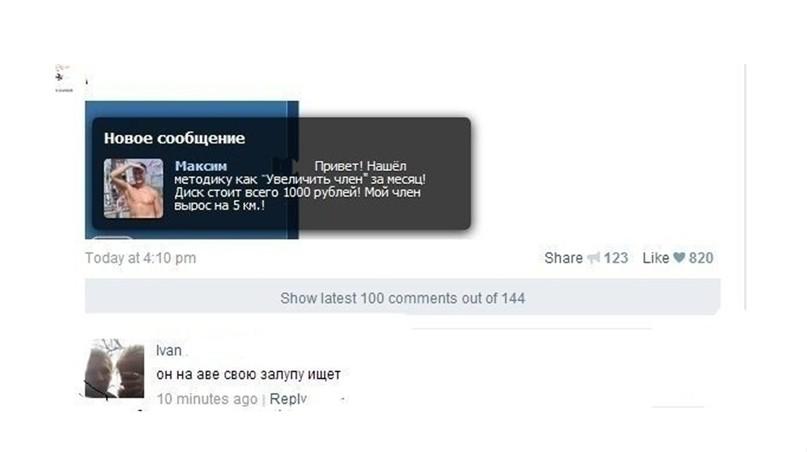 Новое сообщение
Максим Привет! Нашёл
методику как "Увеличить член" за месяц!
Диск стоит всего 1000 рублей! Мой член
вырос на 5 км.!
Today at 4:10 pm Share 123 Like 820
Show latest 100 comments out of 144
Ivan
он на аве свою залупу ищет
10 minutes ago | Reply